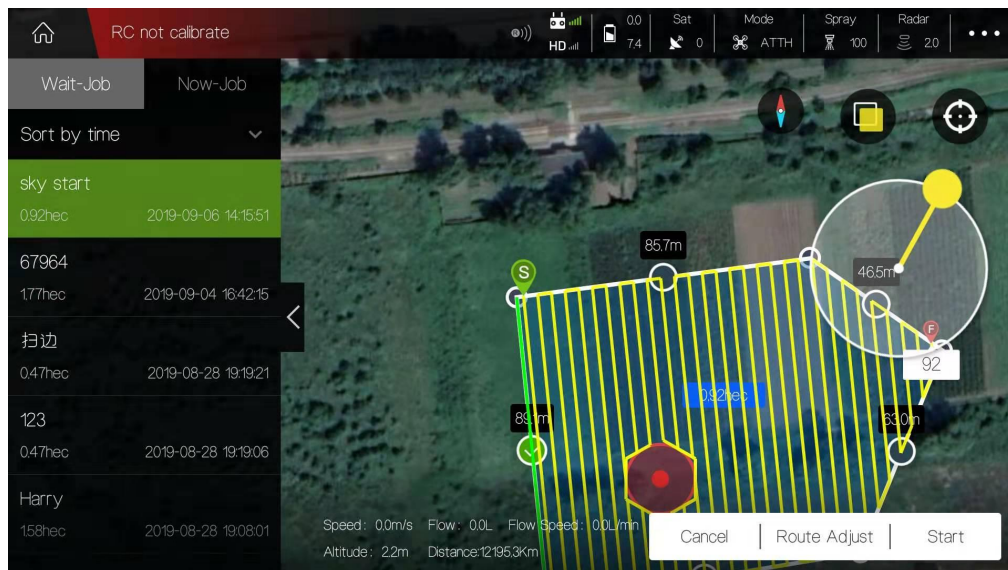 RC not calibrate
HD
0.0
7.4
Sat
0
Mode
ATTH
Spray
100
Radar
2.0
Wait-Job
Now-Job
Sort by time
sky start
0.92hec 2019-09-06 14:15:51
67964
1.77hec 2019-09-04 16:42:15
扫边
0.47hec 2019-08-28 19:19:21
123
0.47hec 2019-08-28 19:19:06
Harry
1.58hec 2019-08-28 19:08:01
S
85.7m
46.5m
F
92
0.92hec
89.1m
63.0m
Speed: 0.0m/s Flow: 0.0L Flow Speed: 0.0L/min
Altitude: 2.2m Distance:12195.3Km
Cancel
Route Adjust
Start